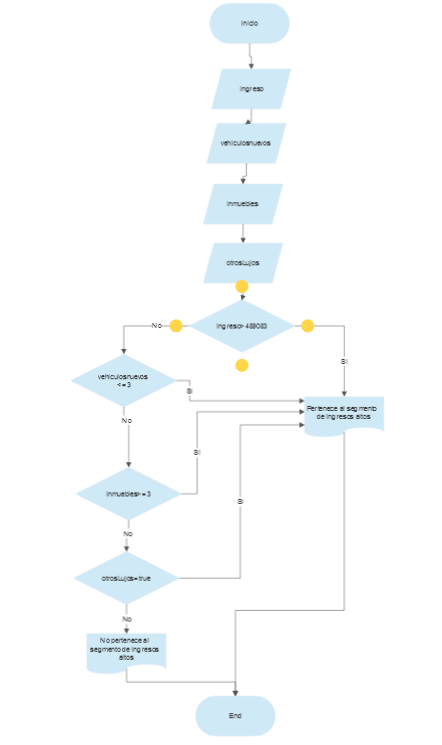 Inicio
Ingreso
vehiculosnuevos
Inmuebles
otrosLujos
Ingreso> 489083
No
Si
vehiculosnuevos
<=3
Si
Pertenece al segmento
de ingresos altos
No
Inmuebles>=3
Si
No
Si
otrosLujos=true
No
No pertenece al
segmento de ingresos
altos
End